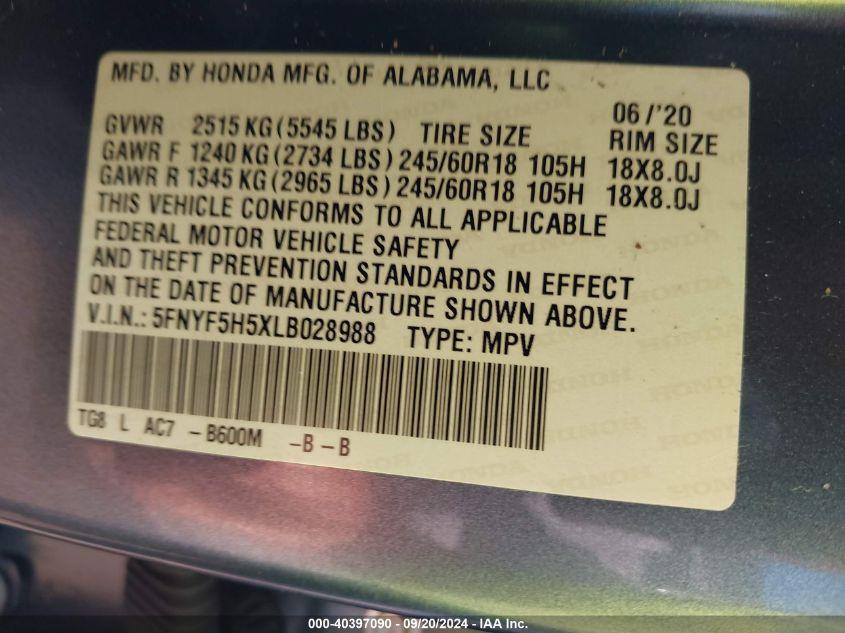 MFD. BY HONDA MFG. OF ALABAMA, LLC
06/'20
GVWR 2515 KG (5545 LBS) TIRE SIZE RIM SIZE
GAWR F 1240 KG (2734 LBS) 245/60R18 105H 18X8.0J
GAWR R 1345 KG (2965 LBS) 245/60R18 105H 18X8.0J
THIS VEHICLE CONFORMS TO ALL APPLICABLE
FEDERAL MOTOR VEHICLE SAFETY
AND THEFT PREVENTION STANDARDS IN EFFECT
ON THE DATE OF MANUFACTURE SHOWN ABOVE.
V.I.N.: 5FNYF5H5XLB028988 TYPE: MPV
TG8 L AC7 -B600M -B-B
000-40397090 - 09/20/2024 - IAA Inc.